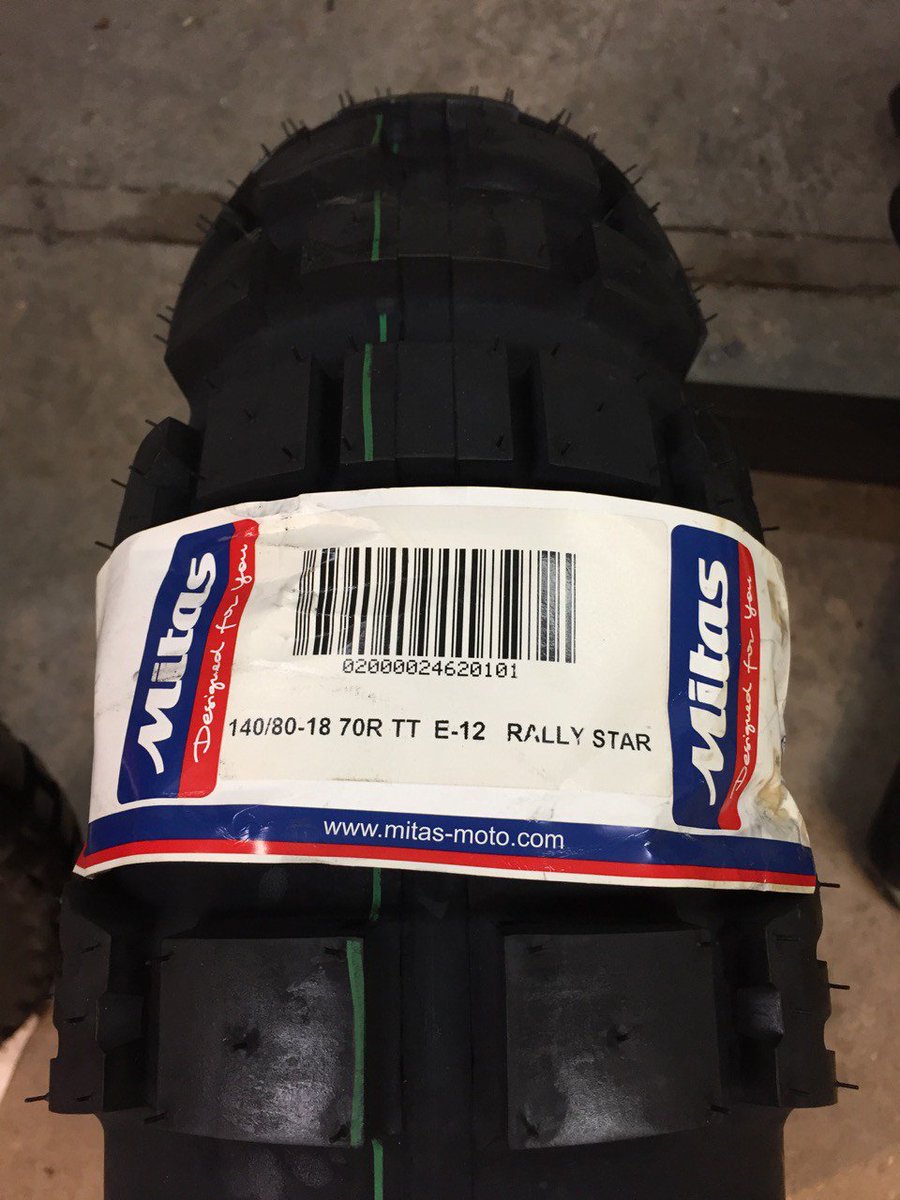 Mitas
Designed for you
02000024620101
140/80-18 70R TT E-12 RALLY STAR
Mitas
Designed for you
www.mitas-moto.com